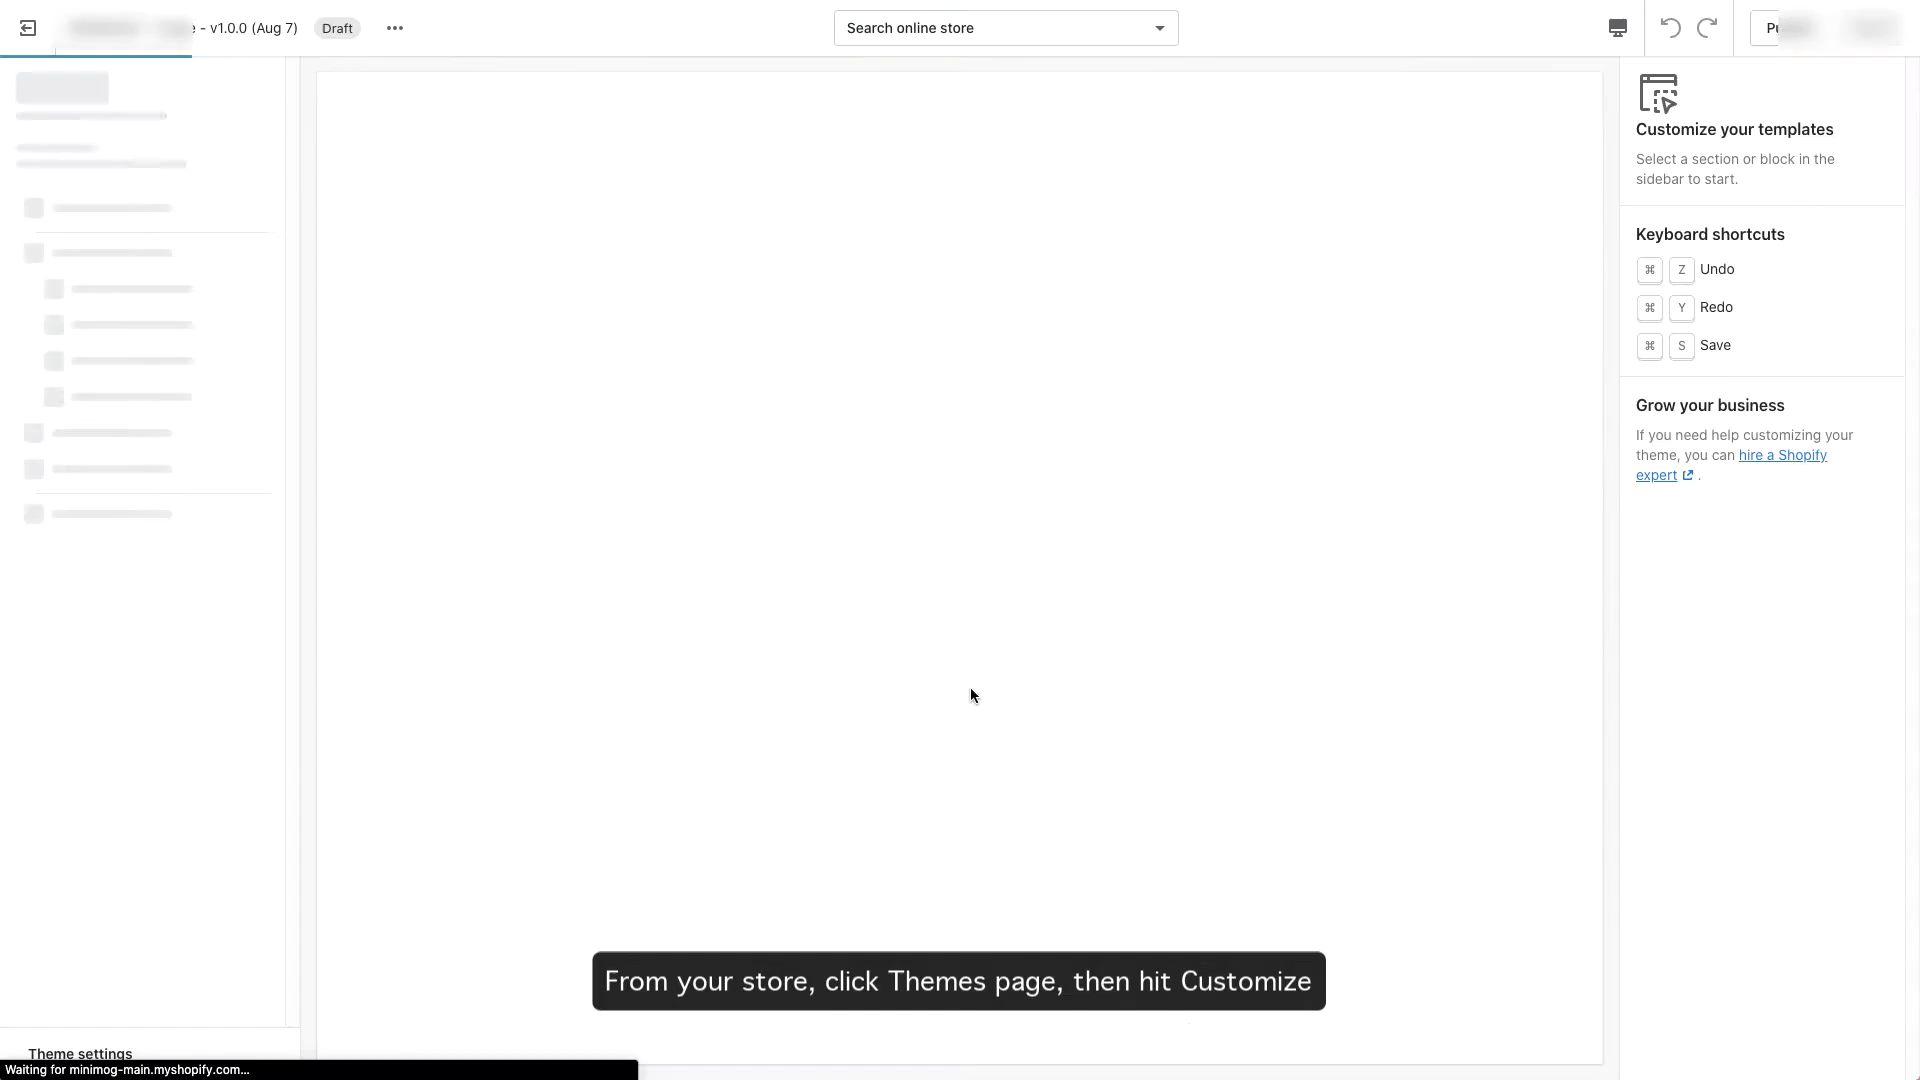 - v1.0.0 (Aug 7)
Draft
Search online store
Customize your templates
Select a section or block in the
sidebar to start.
Keyboard shortcuts
⌘ Z Undo
⌘ Y Redo
⌘ S Save
Grow your business
If you need help customizing your
theme, you can hire a Shopify
expert .
From your store, click Themes page, then hit Customize
Theme settings
Waiting for minimog-main.myshopify.com...